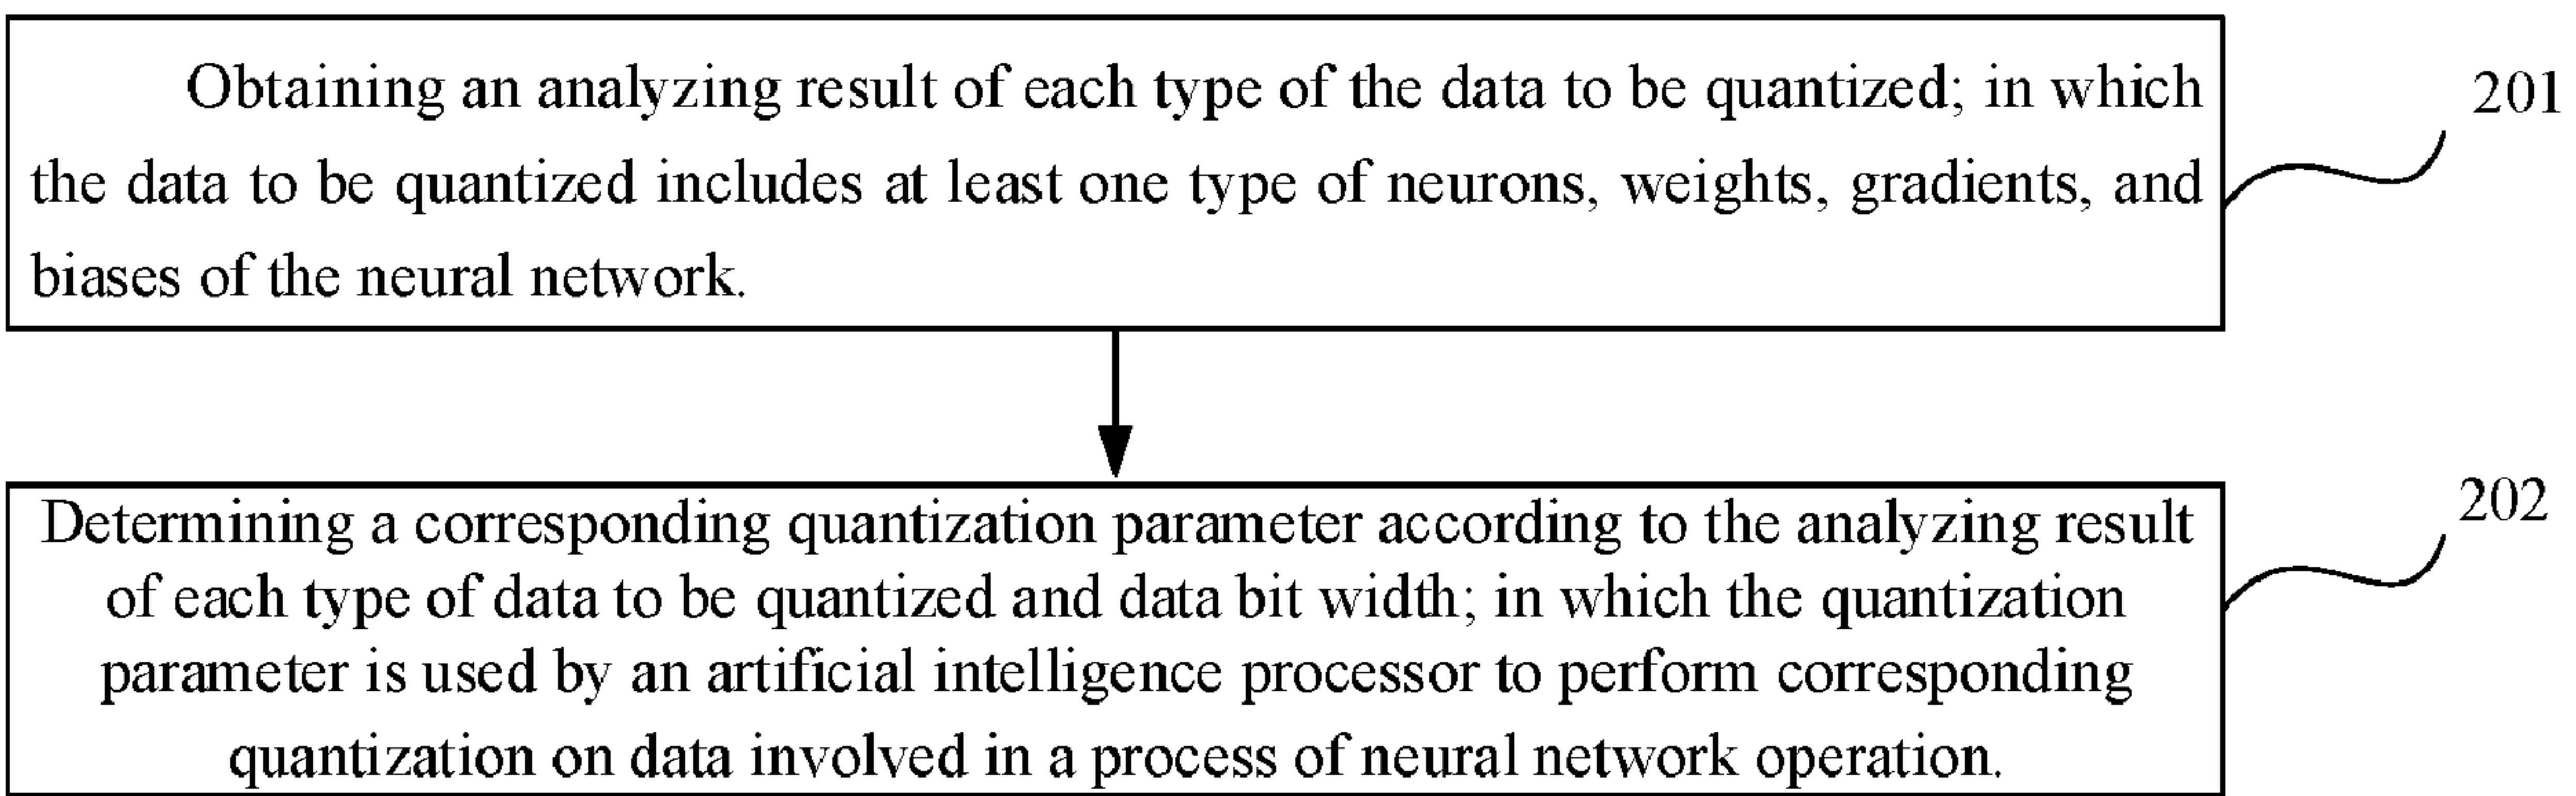 Obtaining an analyzing result of each type of the data to be quantized; in which
the data to be quantized includes at least one type of neurons, weights, gradients, and
biases of the neural network.
201
Determining a corresponding quantization parameter according to the analyzing result
of each type of data to be quantized and data bit width; in which the quantization
parameter is used by an artificial intelligence processor to perform corresponding
quantization on data involved in a process of neural network operation.
202